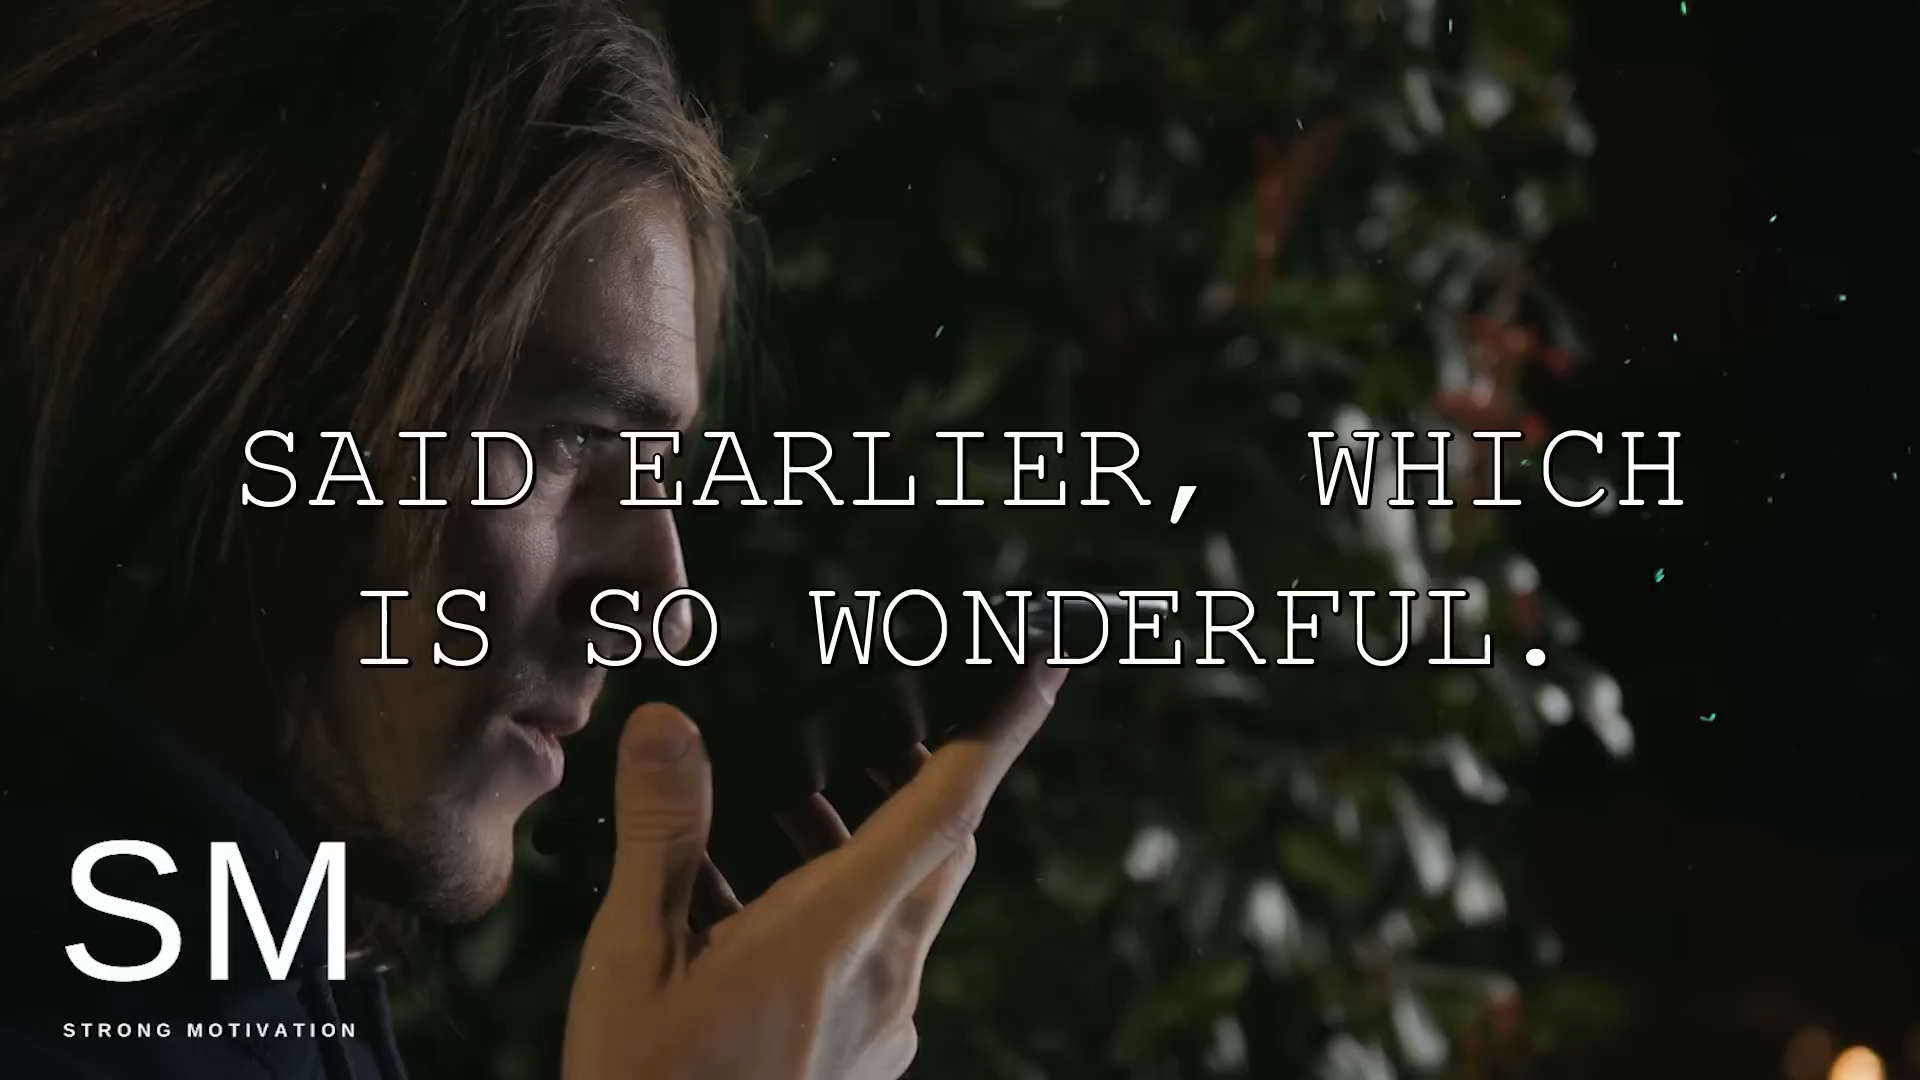 SAID EARLIER, WHICH
IS SO WONDERFUL.
SM
STRONG MOTIVATION